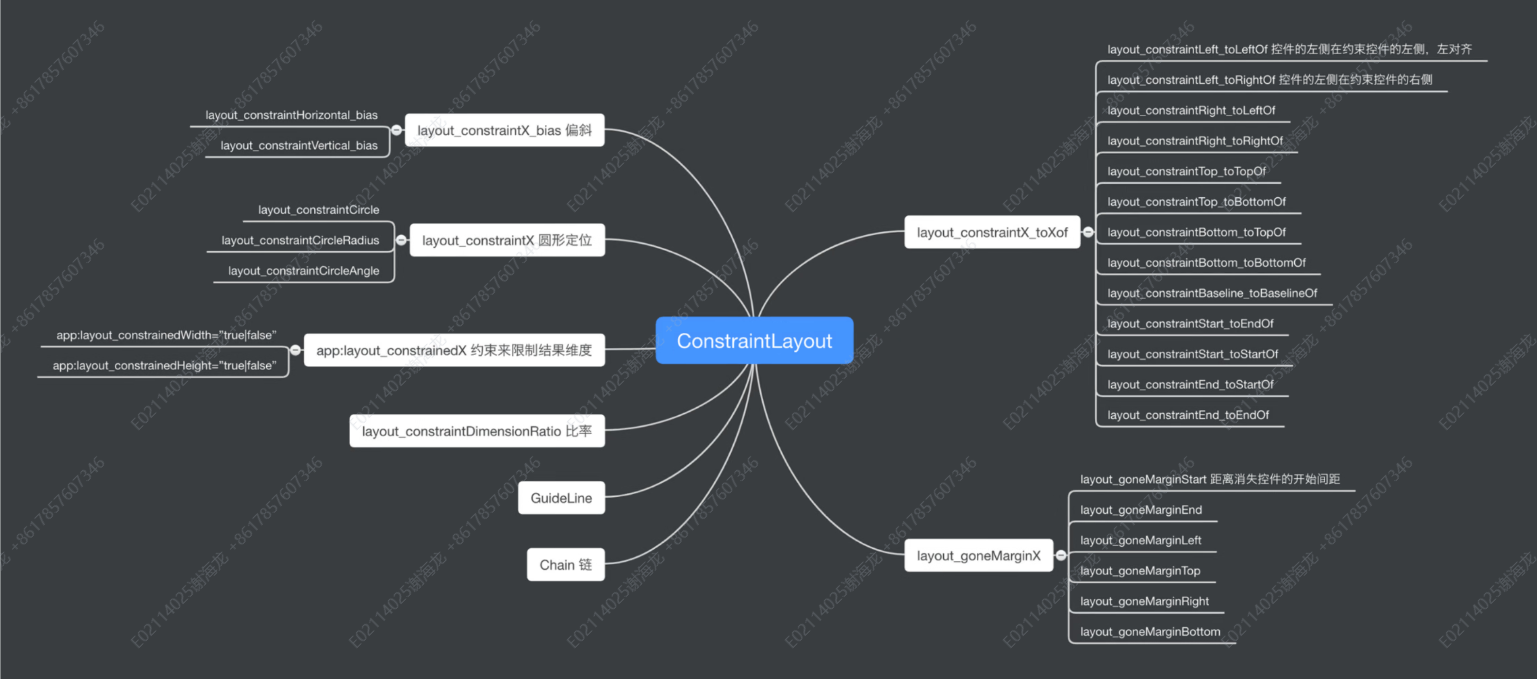 ConstraintLayout
layout_constraintX_bias 偏斜
layout_constraintHorizontal_bias
layout_constraintVertical_bias
layout_constraintX 圆形定位
layout_constraintCircle
layout_constraintCircleRadius
layout_constraintCircleAngle
app:layout_constrainedX 约束来限制结果维度
app:layout_constrainedWidth=”true|false”
app:layout_constrainedHeight=”true|false”
layout_constraintDimensionRatio 比率
GuideLine
Chain 链
layout_constraintX_toXof
layout_constraintLeft_toLeftOf 控件的左侧在约束控件的左侧，左对齐
layout_constraintLeft_toRightOf 控件的左侧在约束控件的右侧
layout_constraintRight_toLeftOf
layout_constraintRight_toRightOf
layout_constraintTop_toTopOf
layout_constraintTop_toBottomOf
layout_constraintBottom_toTopOf
layout_constraintBottom_toBottomOf
layout_constraintBaseline_toBaselineOf
layout_constraintStart_toEndOf
layout_constraintStart_toStartOf
layout_constraintEnd_toStartOf
layout_constraintEnd_toEndOf
layout_goneMarginX
layout_goneMarginStart 距离消失控件的开始间距
layout_goneMarginEnd
layout_goneMarginLeft
layout_goneMarginTop
layout_goneMarginRight
layout_goneMarginBottom
E02114025谢海龙 +8617857607346